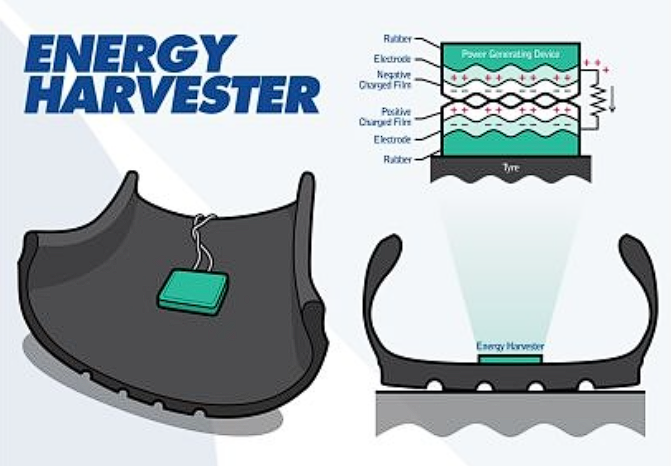 ENERGY
HARVESTER
Rubber
Electrode
Negative
Charged Film
Positive
Charged Film
Electrode
Rubber
Power Generating Device
Tyre
Energy Harvester